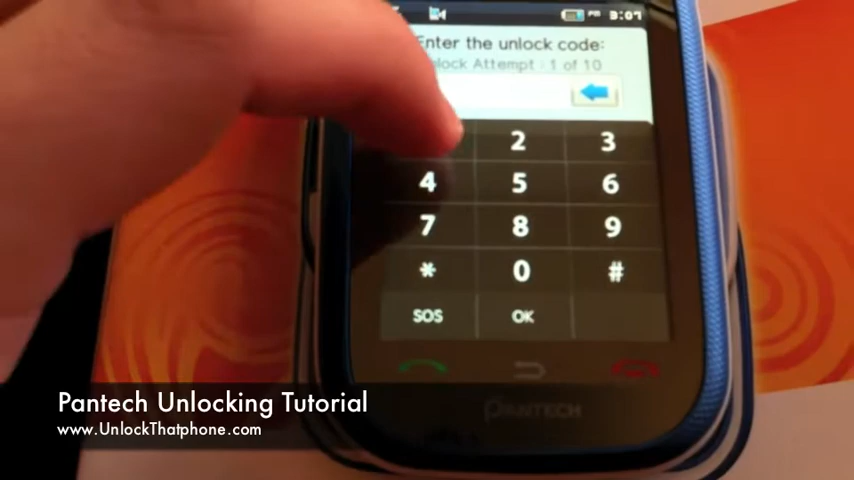 3:07
Enter the unlock code:
lock Attempt : 1 of 10
2 3
4 5 6
7 8 9
* 0 #
SOS OK
PANTECH
Pantech Unlocking Tutorial
www.UnlockThatphone.com